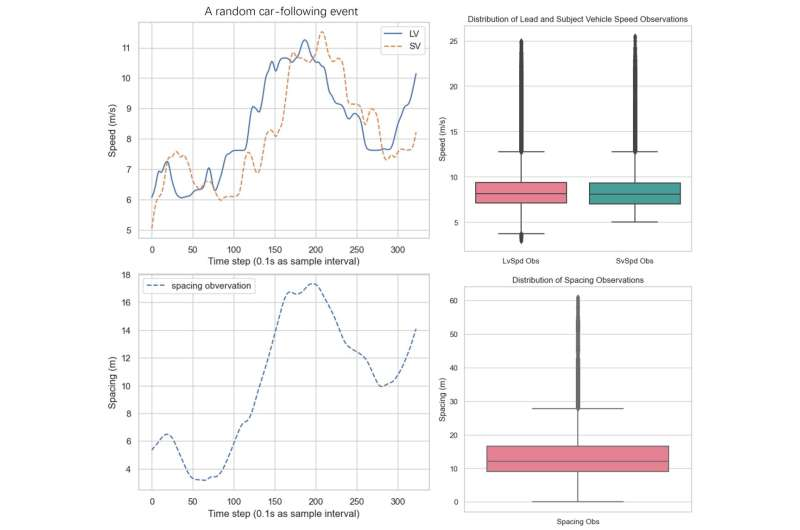 A random car-following event
LV
SV
11
10
9
8
7
6
5
Speed (m/s)
0 50 100 150 200 250 300
Time step (0.1s as sample interval)
Distribution of Lead and Subject Vehicle Speed Observations
25
20
15
10
5
Speed (m/s)
LvSpd Obs SvSpd Obs
spacing obvervation
18
16
14
12
10
8
6
4
Spacing (m)
0 50 100 150 200 250 300
Time step (0.1s as sample interval)
Distribution of Spacing Observations
60
50
40
30
20
10
0
Spacing (m)
Spacing Obs